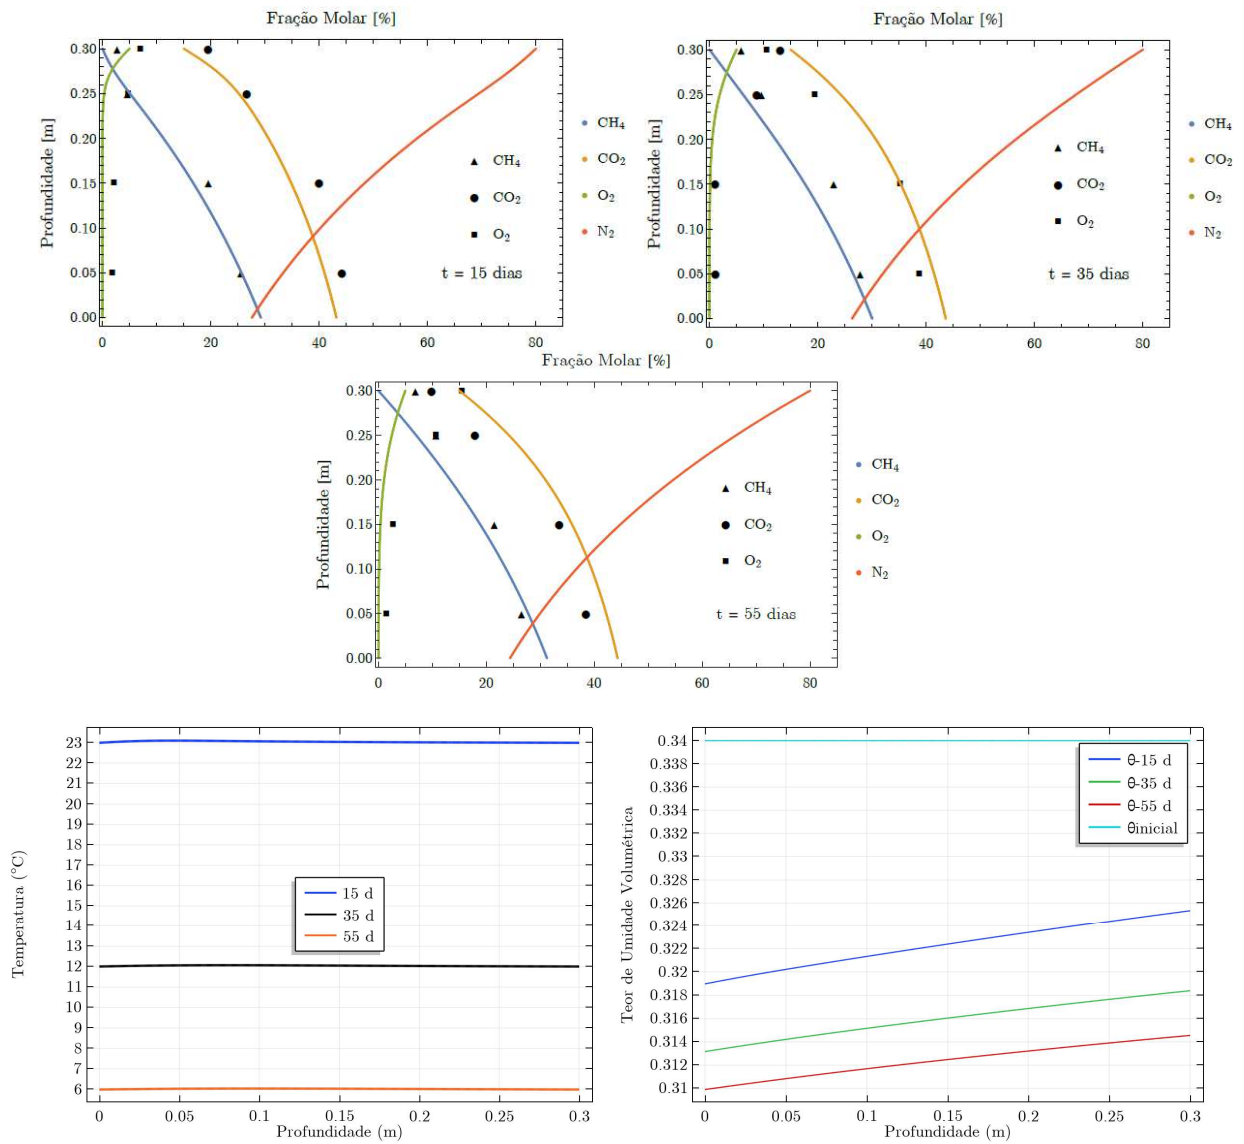 Fração Molar [%]
Profundidade [m]
0.30
0.25
0.20
0.15
0.10
0.05
0.00
0 20 40 60 80
CH₄
CO₂
O₂
t = 15 dias
CH₄
CO₂
O₂
N₂
Fração Molar [%]
Profundidade [m]
0.30
0.25
0.20
0.15
0.10
0.05
0.00
0 20 40 60 80
CH₄
CO₂
O₂
t = 35 dias
CH₄
CO₂
O₂
N₂
Fração Molar [%]
Profundidade [m]
0.30
0.25
0.20
0.15
0.10
0.05
0.00
0 20 40 60 80
CH₄
CO₂
O₂
t = 55 dias
CH₄
CO₂
O₂
N₂
Temperatura (°C)
23
22
21
20
19
18
17
16
15
14
13
12
11
10
9
8
7
6
15 d
35 d
55 d
0 0.05 0.1 0.15 0.2 0.25 0.3
Profundidade (m)
Teor de Umidade Volumétrica
0.34
0.338
0.336
0.334
0.332
0.33
0.328
0.326
0.324
0.322
0.32
0.318
0.316
0.314
0.312
0.31
θ-15 d
θ-35 d
θ-55 d
θinicial
0 0.05 0.1 0.15 0.2 0.25 0.3
Profundidade (m)